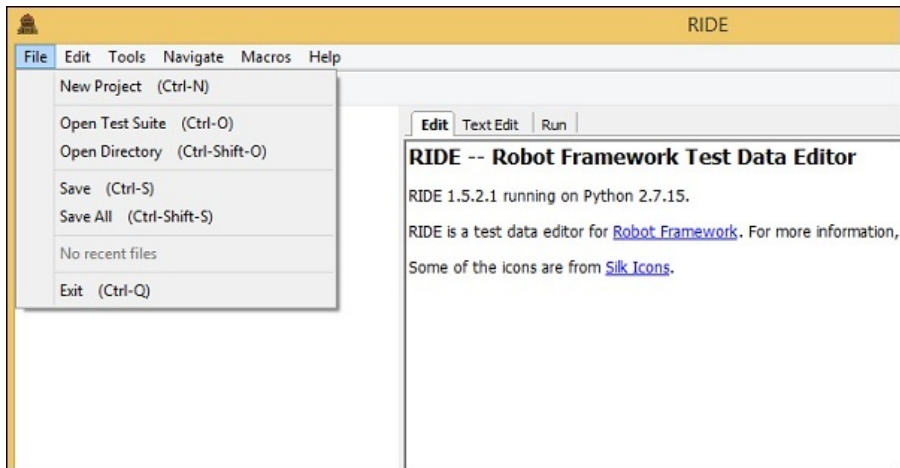 RIDE
File Edit Tools Navigate Macros Help
New Project (Ctrl-N)
Open Test Suite (Ctrl-O)
Open Directory (Ctrl-Shift-O)
Save (Ctrl-S)
Save All (Ctrl-Shift-S)
No recent files
Exit (Ctrl-Q)
Edit Text Edit Run
RIDE -- Robot Framework Test Data Editor
RIDE 1.5.2.1 running on Python 2.7.15.
RIDE is a test data editor for Robot Framework. For more information,
Some of the icons are from Silk Icons.